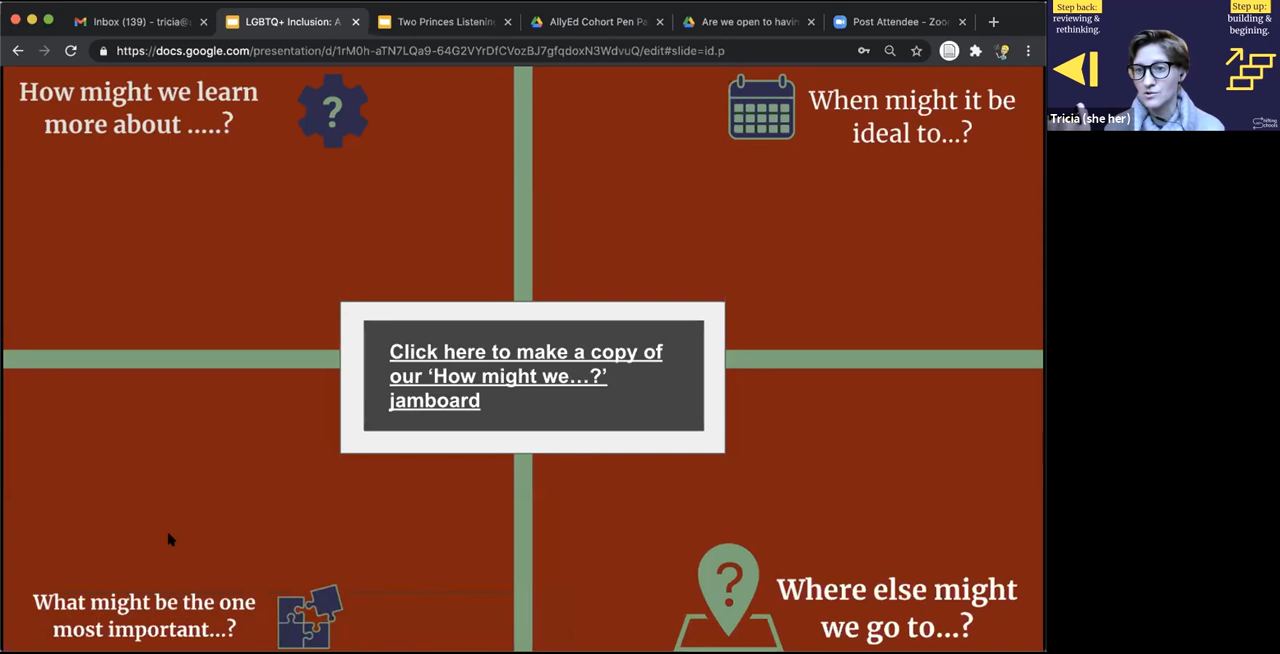 Inbox (139) - tricia@
LGBTQ+ Inclusion: A
Two Princes Listenin
AllyEd Cohort Pen Pa
Are we open to havin
Post Attendee - Zoo
https://docs.google.com/presentation/d/1rM0h-aTN7LQa9-64G2VYrDfCVozBJ7gfqdoxN3WdvuQ/edit#slide=id.p
How might we learn
more about .....?
?
When might it be
ideal to...?
Click here to make a copy of
our ‘How might we…?’
jamboard
What might be the one
most important...?
?
Where else might
we go to...?
Step back:
reviewing &
rethinking.
Step up:
building &
begining.
Tricia (she her)
Shifting
Schools